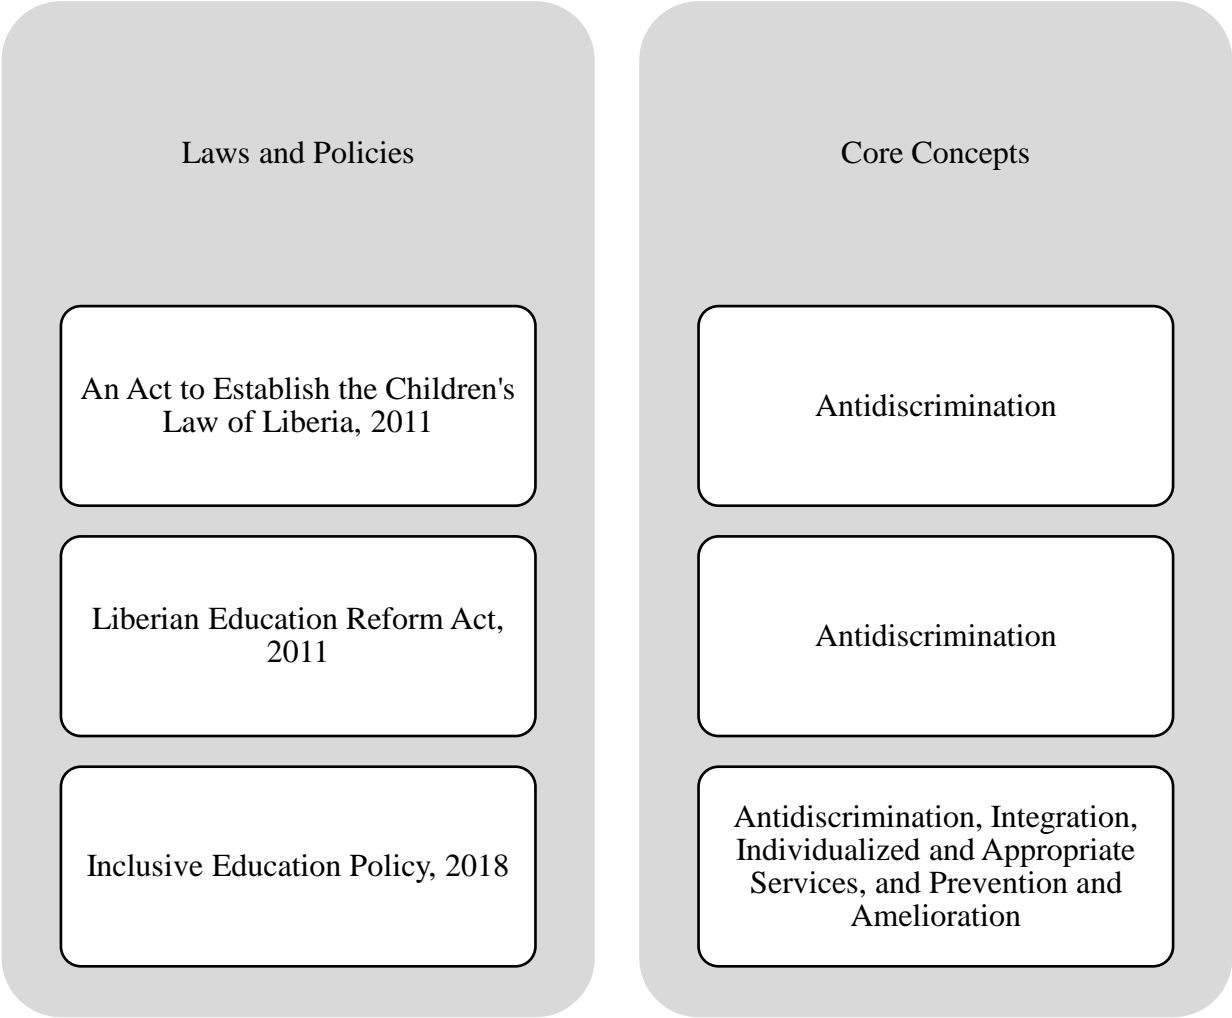 Laws and Policies
An Act to Establish the Children's
Law of Liberia, 2011
Liberian Education Reform Act,
2011
Inclusive Education Policy, 2018
Core Concepts
Antidiscrimination
Antidiscrimination
Antidiscrimination, Integration,
Individualized and Appropriate
Services, and Prevention and
Amelioration